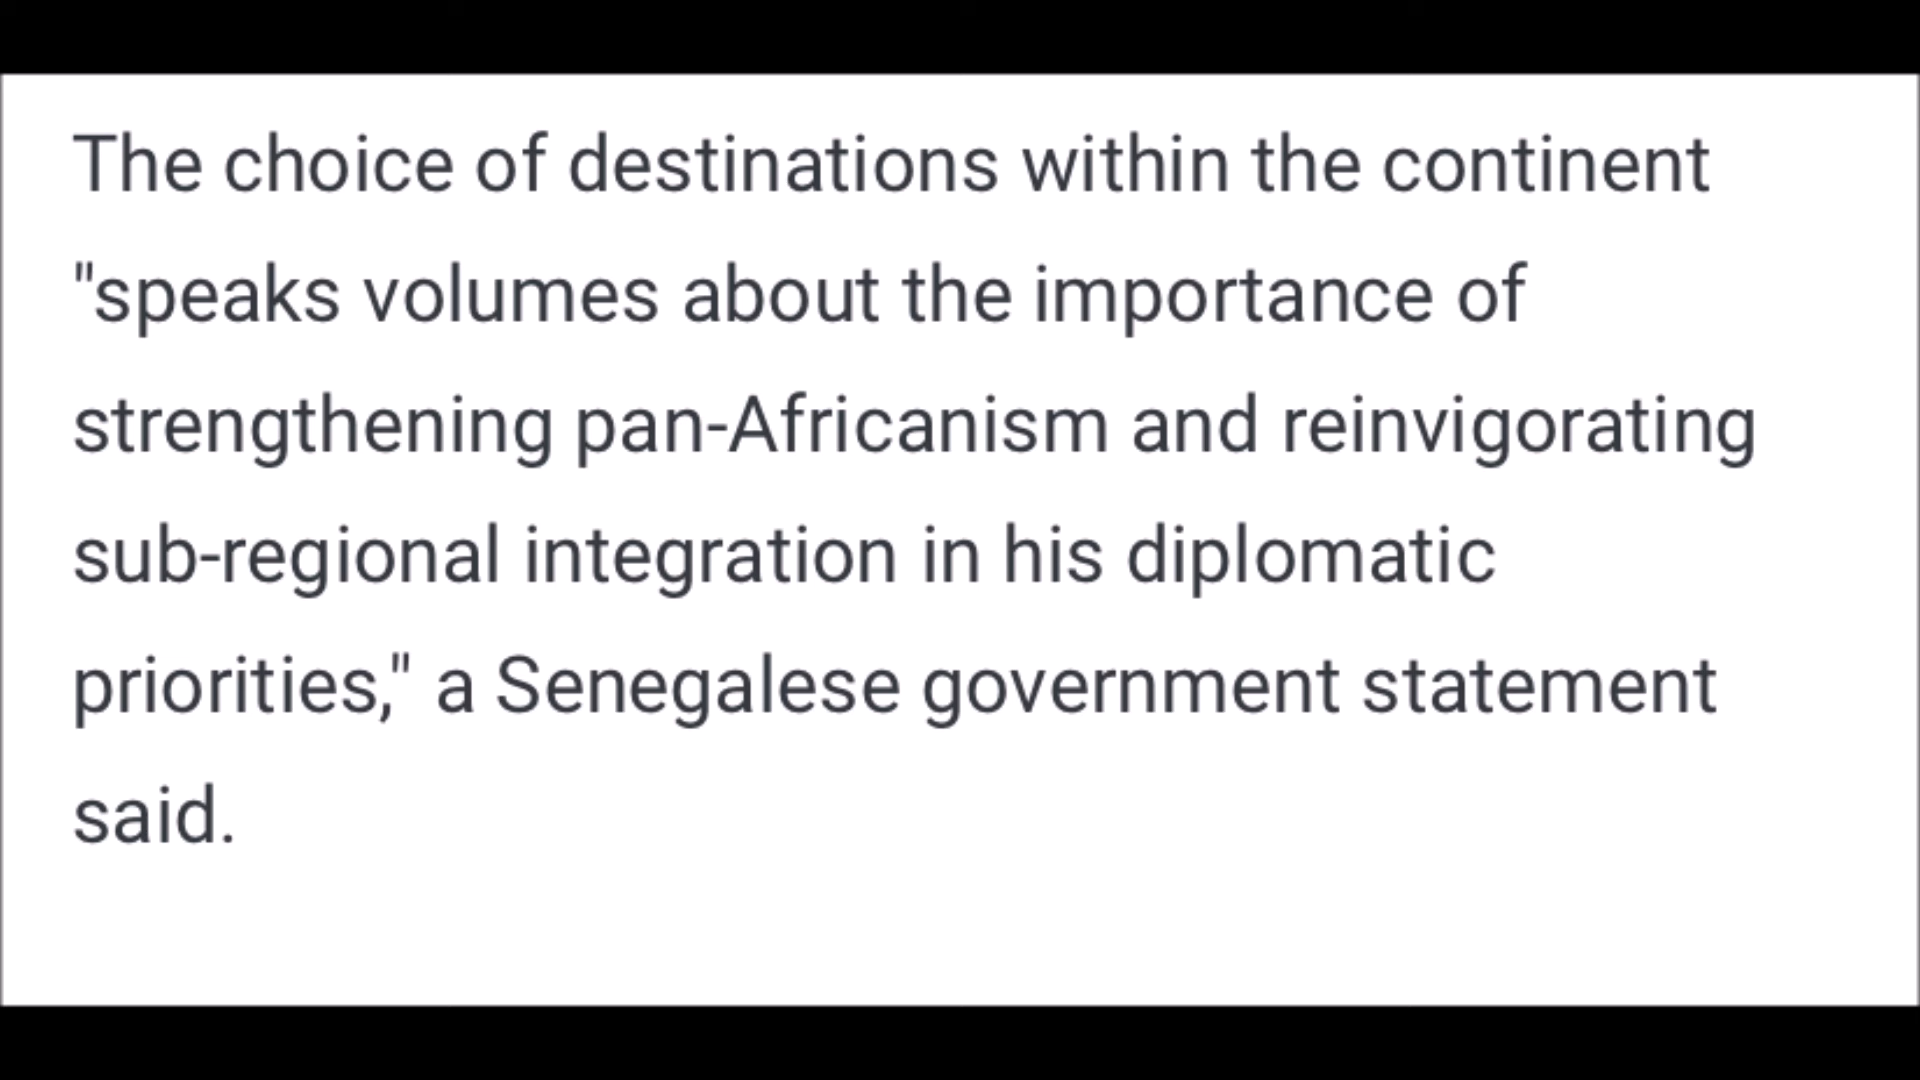 The choice of destinations within the continent
"speaks volumes about the importance of
strengthening pan-Africanism and reinvigorating
sub-regional integration in his diplomatic
priorities," a Senegalese government statement
said.